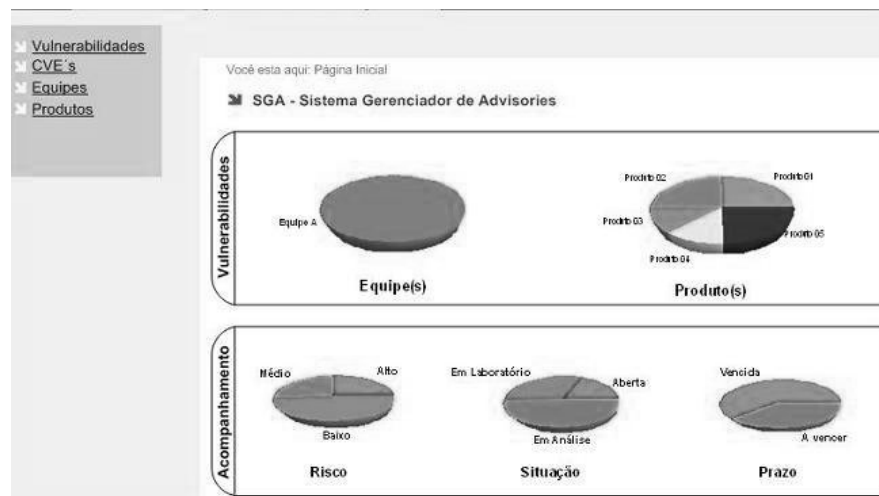 Vulnerabilidades
CVE´s
Equipes
Produtos
Você esta aqui: Página Inicial
SGA - Sistema Gerenciador de Advisories
Vulnerabilidades
Equipe A
Equipe(s)
Produto 02
Produto 01
Produto 03
Produto 05
Produto 04
Produto(s)
Acompanhamento
Médio
Alto
Baixo
Risco
Em Laboratório
Aberta
Em Análise
Situação
Vencida
A vencer
Prazo